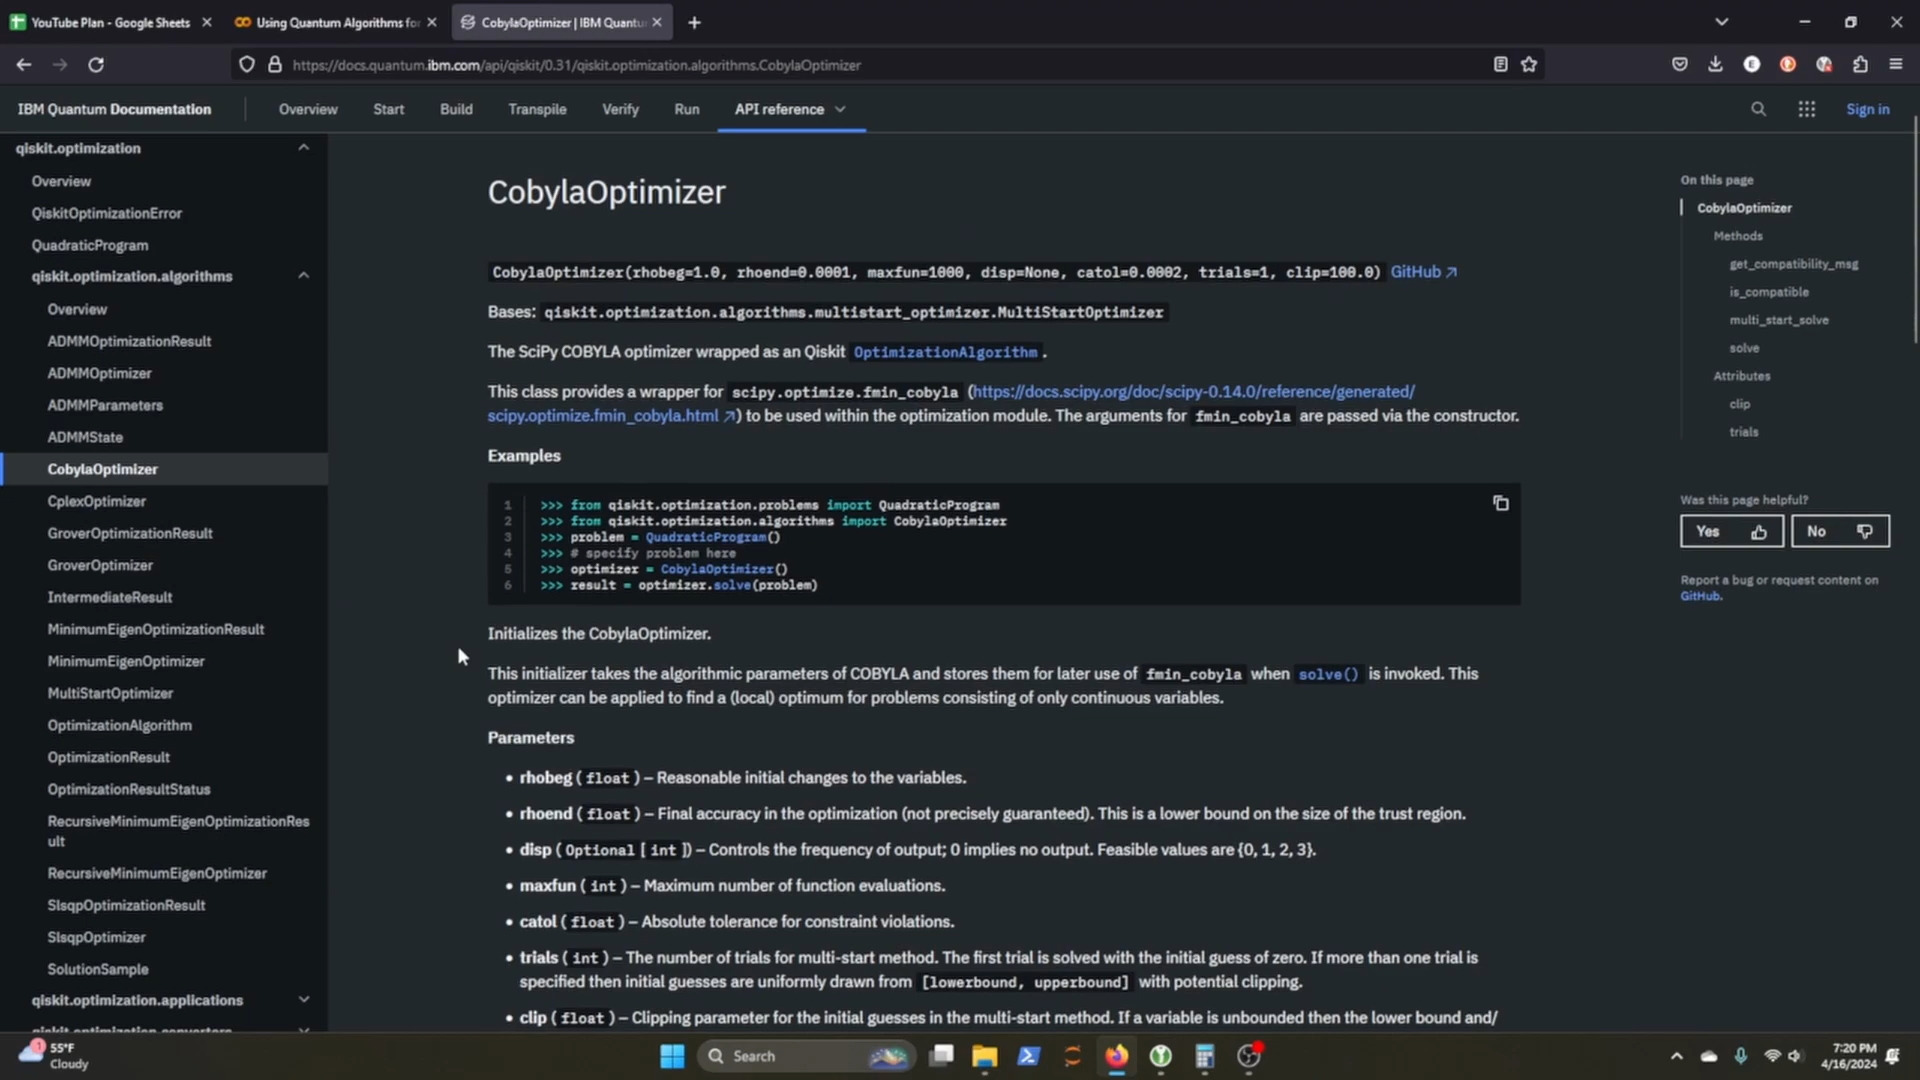 YouTube Plan - Google Sheets
Using Quantum Algorithms for
CobylaOptimizer | IBM Quantu
https://docs.quantum.ibm.com/api/qiskit/0.31/qiskit.optimization.algorithms.CobylaOptimizer
IBM Quantum Documentation
Overview
Start
Build
Transpile
Verify
Run
API reference
Sign in
qiskit.optimization
Overview
QiskitOptimizationError
QuadraticProgram
qiskit.optimization.algorithms
Overview
ADMMOptimizationResult
ADMMOptimizer
ADMMParameters
ADMMState
CobylaOptimizer
CplexOptimizer
GroverOptimizationResult
GroverOptimizer
IntermediateResult
MinimumEigenOptimizationResult
MinimumEigenOptimizer
MultiStartOptimizer
OptimizationAlgorithm
OptimizationResult
OptimizationResultStatus
RecursiveMinimumEigenOptimizationRes
ult
RecursiveMinimumEigenOptimizer
SlsqpOptimizationResult
SlsqpOptimizer
SolutionSample
qiskit.optimization.applications
qiskit.optimization.converters
CobylaOptimizer
CobylaOptimizer(rhobeg=1.0, rhoend=0.0001, maxfun=1000, disp=None, catol=0.0002, trials=1, clip=100.0) GitHub ↗
Bases: qiskit.optimization.algorithms.multistart_optimizer.MultiStartOptimizer
The SciPy COBYLA optimizer wrapped as an Qiskit OptimizationAlgorithm .
This class provides a wrapper for scipy.optimize.fmin_cobyla (https://docs.scipy.org/doc/scipy-0.14.0/reference/generated/
scipy.optimize.fmin_cobyla.html ↗) to be used within the optimization module. The arguments for fmin_cobyla are passed via the constructor.
Examples
1 >>> from qiskit.optimization.problems import QuadraticProgram
2 >>> from qiskit.optimization.algorithms import CobylaOptimizer
3 >>> problem = QuadraticProgram()
4 >>> # specify problem here
5 >>> optimizer = CobylaOptimizer()
6 >>> result = optimizer.solve(problem)
Initializes the CobylaOptimizer.
This initializer takes the algorithmic parameters of COBYLA and stores them for later use of fmin_cobyla when solve() is invoked. This
optimizer can be applied to find a (local) optimum for problems consisting of only continuous variables.
Parameters
• rhobeg ( float ) – Reasonable initial changes to the variables.
• rhoend ( float ) – Final accuracy in the optimization (not precisely guaranteed). This is a lower bound on the size of the trust region.
• disp ( Optional [ int ]) – Controls the frequency of output; 0 implies no output. Feasible values are {0, 1, 2, 3}.
• maxfun ( int ) – Maximum number of function evaluations.
• catol ( float ) – Absolute tolerance for constraint violations.
• trials ( int ) – The number of trials for multi-start method. The first trial is solved with the initial guess of zero. If more than one trial is
specified then initial guesses are uniformly drawn from [lowerbound, upperbound] with potential clipping.
• clip ( float ) – Clipping parameter for the initial guesses in the multi-start method. If a variable is unbounded then the lower bound and/
On this page
CobylaOptimizer
Methods
get_compatibility_msg
is_compatible
multi_start_solve
solve
Attributes
clip
trials
Was this page helpful?
Yes
No
Report a bug or request content on
GitHub.
1
55°F
Cloudy
Search
7:20 PM
4/16/2024